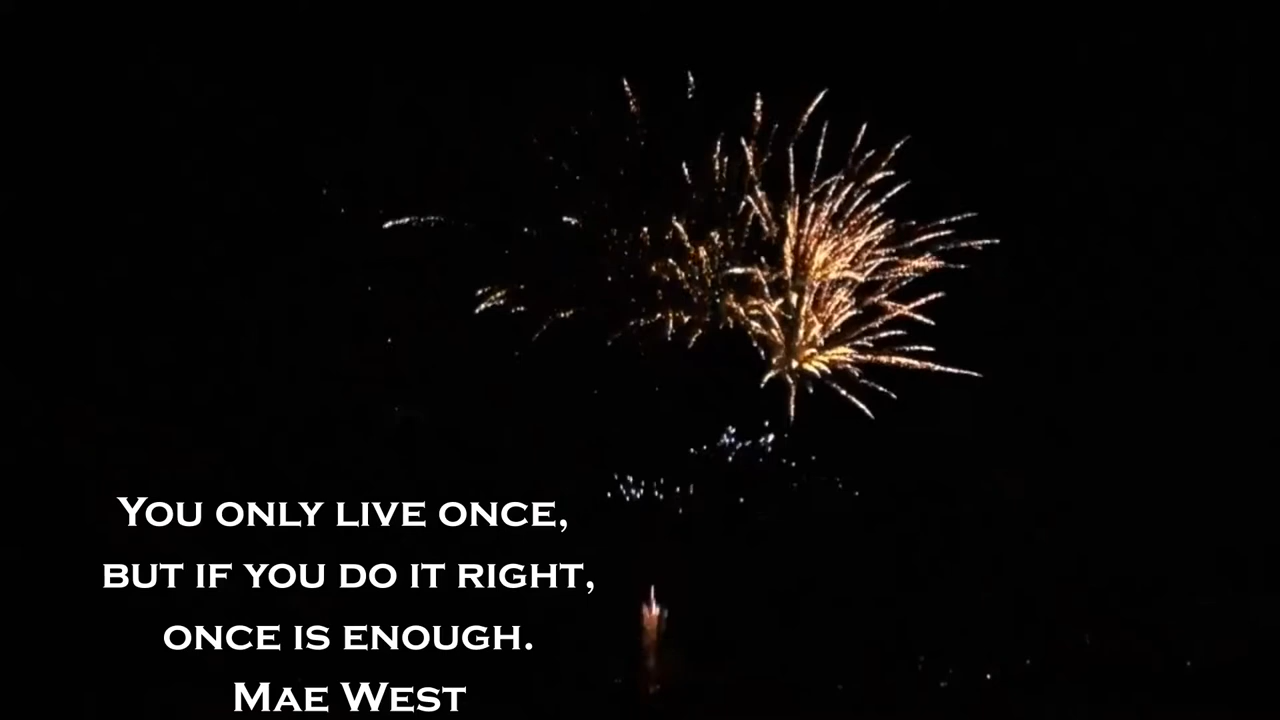 You only live once,
but if you do it right,
once is enough.
Mae West